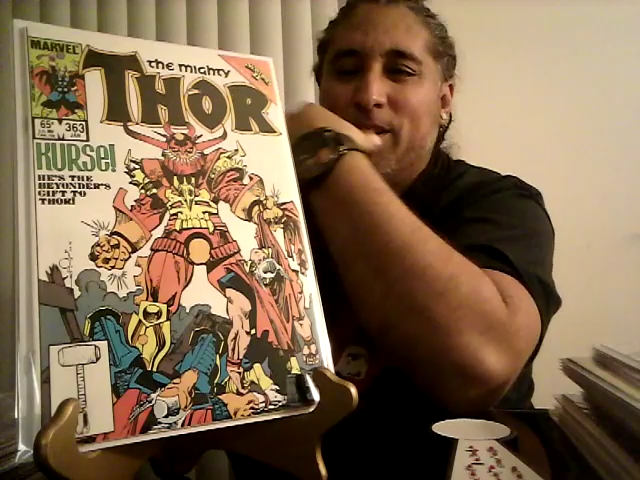 MARVEL
the mighty
THOR
65¢
363
JAN
KURSE!
HE'S THE
BEYONDER'S
GIFT TO
THOR!